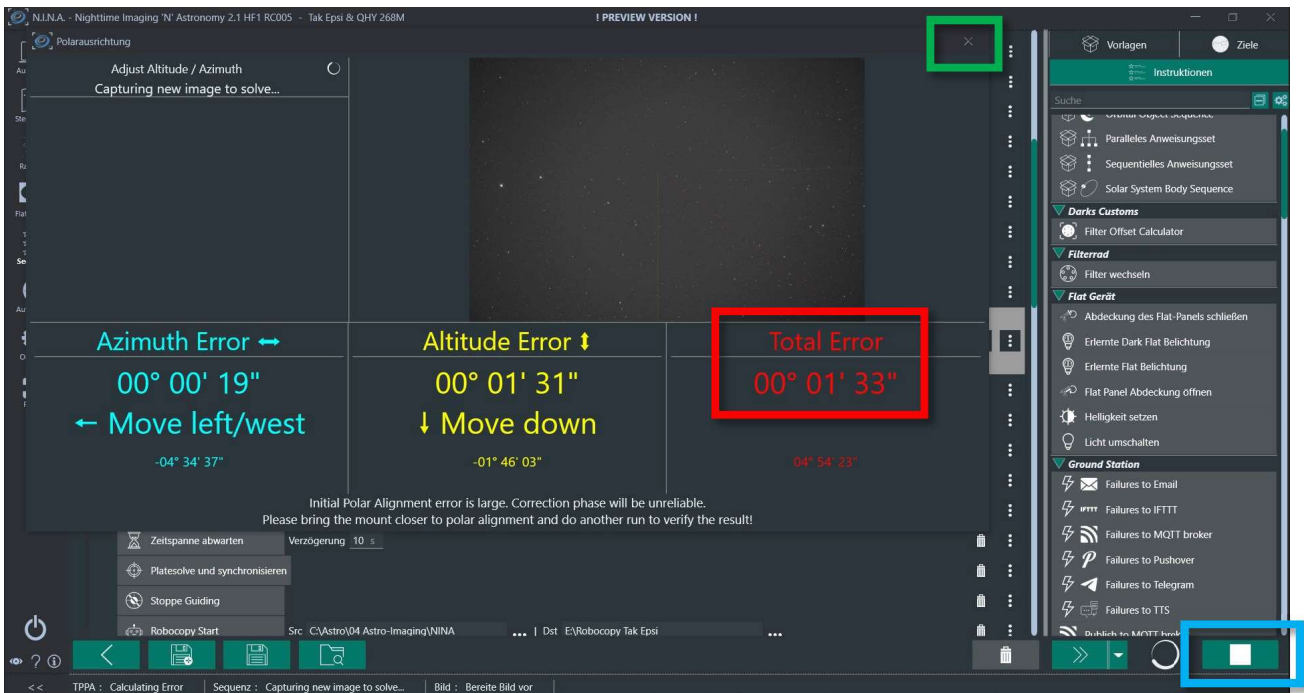 N.I.N.A. - Nighttime Imaging 'N' Astronomy 2.1 HF1 RC005 - Tak Epsi & QHY 268M
! PREVIEW VERSION !
Polarausrichtung
Adjust Altitude / Azimuth
Capturing new image to solve...
Azimuth Error ↔
00° 00' 19"
← Move left/west
-04° 34' 37"
Altitude Error ↕
00° 01' 31"
↓ Move down
-01° 46' 03"
Total Error
00° 01' 33"
04° 54' 23"
Initial Polar Alignment error is large. Correction phase will be unreliable.
Please bring the mount closer to polar alignment and do another run to verify the result!
Zeitspanne abwarten Verzögerung 10 s
Platesolve und synchronisieren
Stoppe Guiding
Robocopy Start Src C:\Astro\04 Astro-Imaging\NINA ... | Dst E:\Robocopy Tak Epsi ...
Vorlagen
Ziele
Instruktionen
Suche
Orbital Object Sequence
Paralleles Anweisungsset
Sequentielles Anweisungsset
Solar System Body Sequence
Darks Customs
Filter Offset Calculator
Filterrad
Filter wechseln
Flat Gerät
Abdeckung des Flat-Panels schließen
Erlernte Dark Flat Belichtung
Erlernte Flat Belichtung
Flat Panel Abdeckung öffnen
Helligkeit setzen
Licht umschalten
Ground Station
Failures to Email
IFTTT Failures to IFTTT
Failures to MQTT broker
Failures to Pushover
Failures to Telegram
Failures to TTS
Publish to MQTT broker
<< TPPA : Calculating Error | Sequenz : Capturing new image to solve... | Bild : Bereite Bild vor